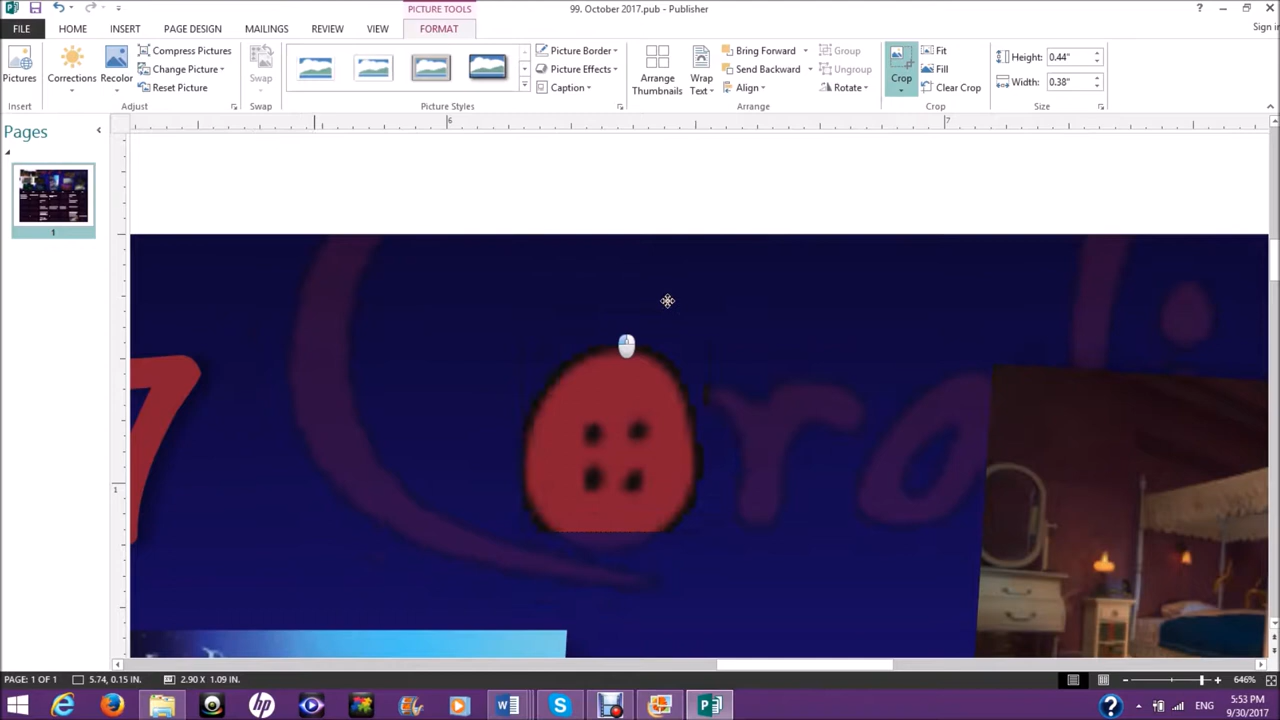 PICTURE TOOLS
99. October 2017.pub - Publisher
FILE HOME INSERT PAGE DESIGN MAILINGS REVIEW VIEW FORMAT
Sign in
Pictures
Corrections
Recolor
Compress Pictures
Change Picture
Reset Picture
Swap
Picture Border
Picture Effects
Caption
Arrange
Thumbnails
Wrap
Text
Bring Forward
Send Backward
Align
Group
Ungroup
Rotate
Crop
Fit
Fill
Clear Crop
Height: 0.44"
Width: 0.38"
Insert Adjust Swap Picture Styles Arrange Crop Size
Pages
6 7
1
1
Corali
PAGE: 1 OF 1 5.74, 0.15 IN. 2.90 X 1.09 IN. 646%
ENG
5:53 PM
9/30/2017